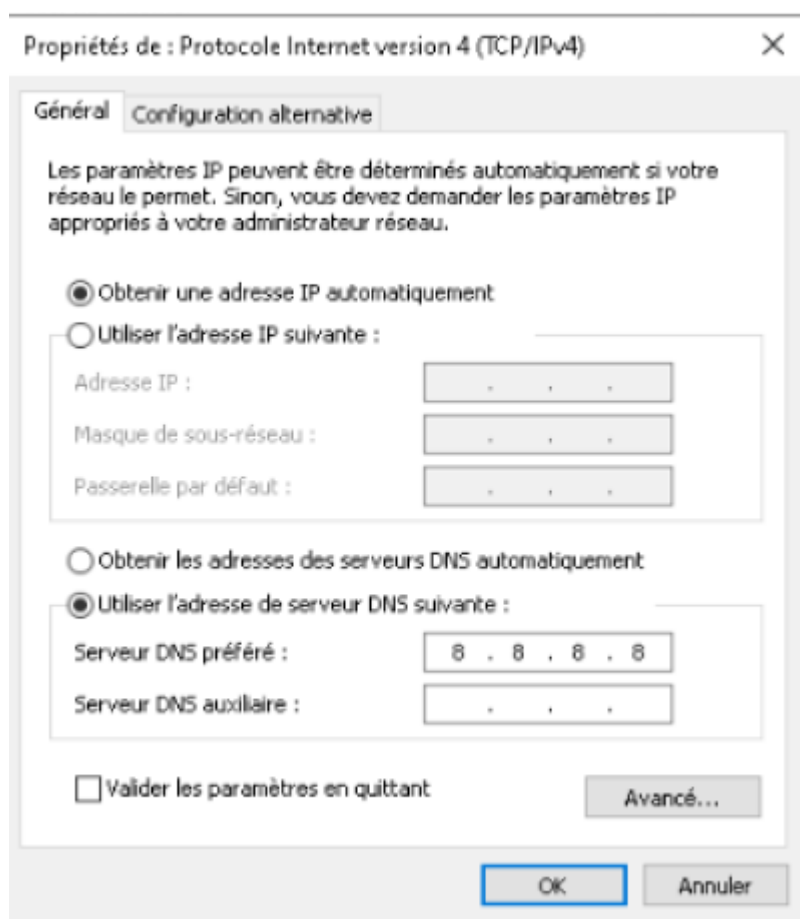 Propriétés de : Protocole Internet version 4 (TCP/IPv4)
Général
Configuration alternative
Les paramètres IP peuvent être déterminés automatiquement si votre
réseau le permet. Sinon, vous devez demander les paramètres IP
appropriés à votre administrateur réseau.
Obtenir une adresse IP automatiquement
Utiliser l'adresse IP suivante :
Adresse IP :
Masque de sous-réseau :
Passerelle par défaut :
Obtenir les adresses des serveurs DNS automatiquement
Utiliser l'adresse de serveur DNS suivante :
Serveur DNS préféré : 8 . 8 . 8 . 8
Serveur DNS auxiliaire :
Valider les paramètres en quittant
Avancé...
OK Annuler